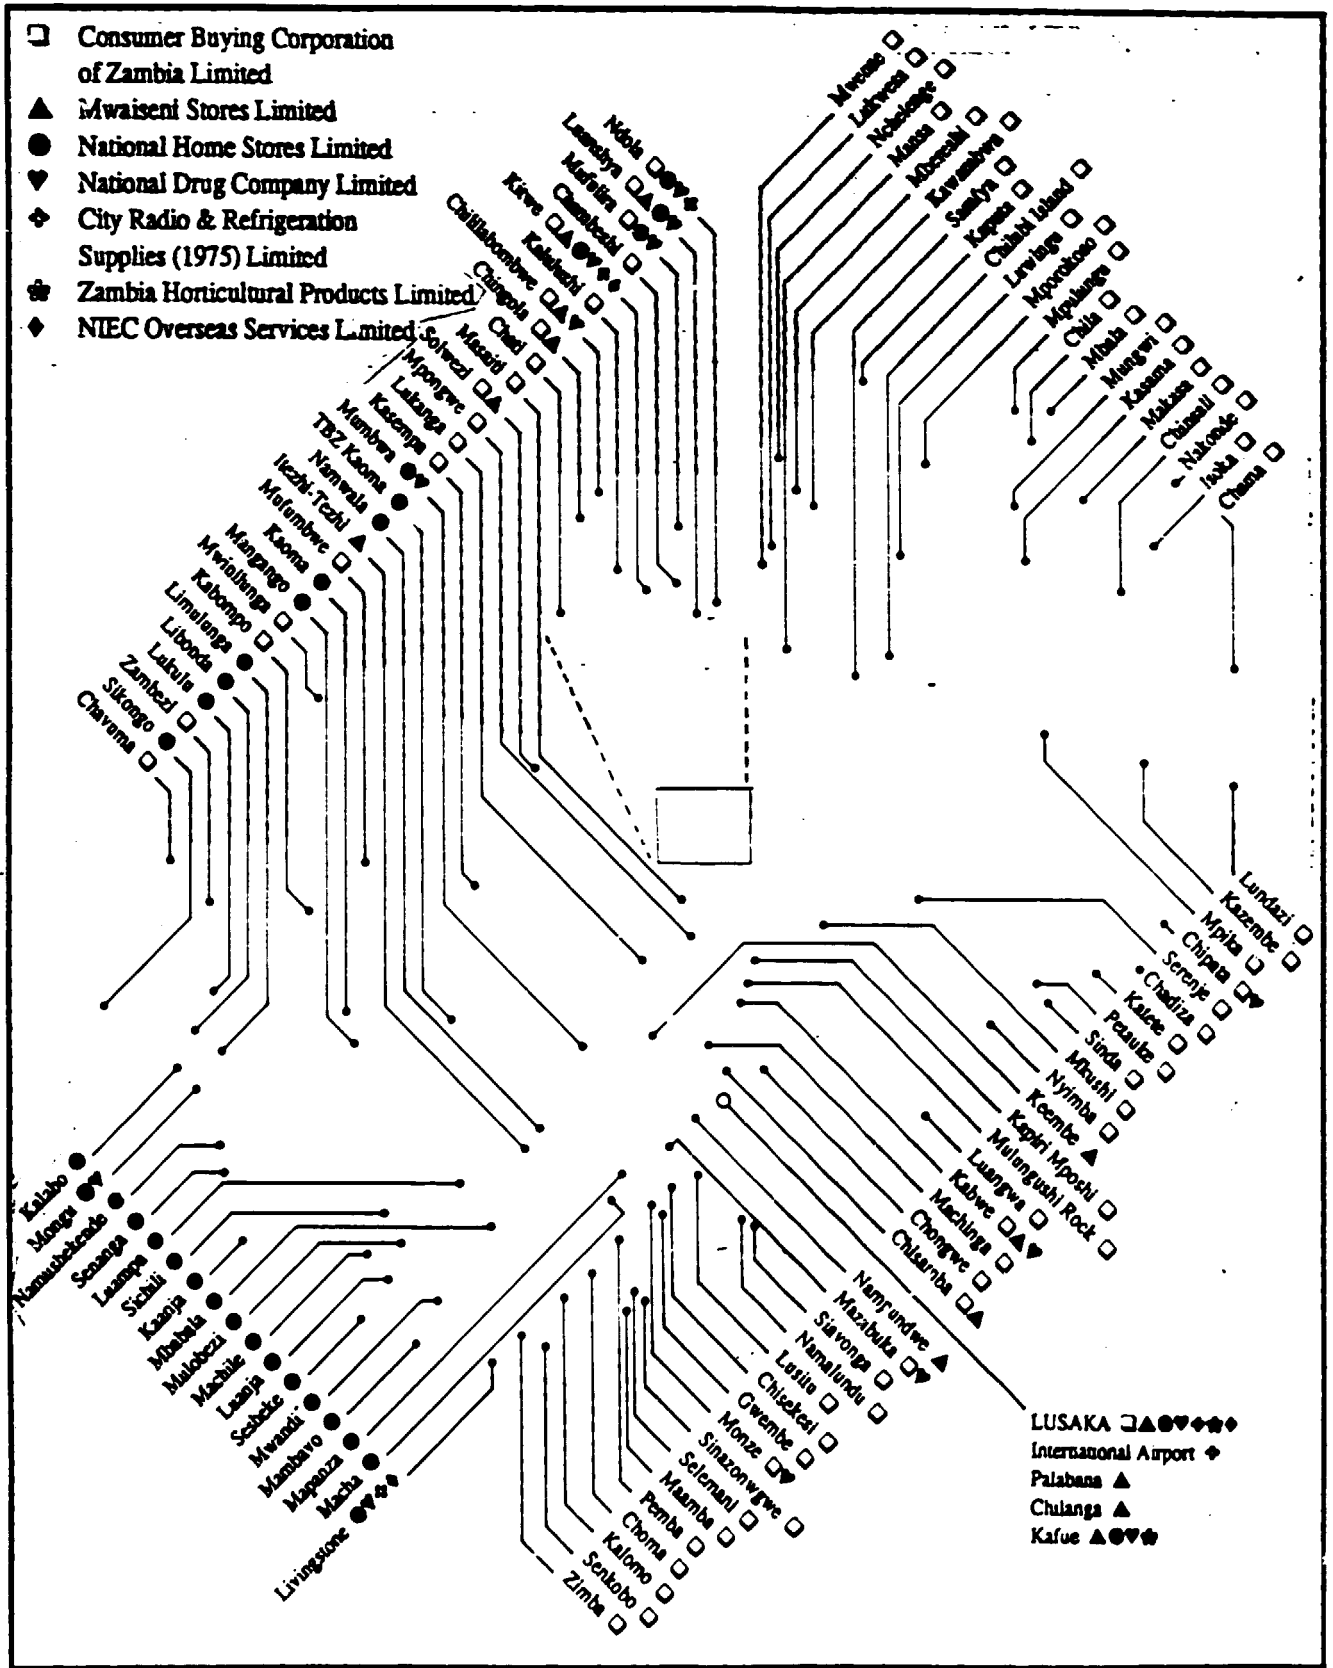 Consumer Buying Corporation
of Zambia Limited
Mwaiseni Stores Limited
National Home Stores Limited
National Drug Company Limited
City Radio & Refrigeration
Supplies (1975) Limited
Zambia Horticultural Products Limited
NIEC Overseas Services Limited
Ndola
Luanshya
Mufulira
Chambeshi
Kitwe
Kalulushi
Chililabombwe
Chingola
Chati
Masaiti
Solwezi
Mpongwe
Lukanga
Kasempa
Mumbwa
TBZ Kaoma
Namwala
Itezhi-Tezhi
Mufumbwe
Kaoma
Mangango
Mwinilunga
Kabompo
Limulunga
Libonda
Lukulu
Zambezi
Sikongo
Chavuma
Mwense
Lukwesa
Nchelenge
Mansa
Mbereshi
Kawambwa
Samfya
Kapata
Chilubi Island
Luwingu
Mporokoso
Mpulungu
Chila
Mbala
Mungwi
Kasama
Makasa
Chinsali
Nakonde
Isoka
Chama
Lundazi
Kazembe
Mpika
Chipata
Serenje
Chadiza
Katete
Petauke
Sinda
Mkushi
Nyimba
Keembe
Kapiri Mposhi
Mulungushi Rock
Luangwa
Kabwe
Machinga
Chongwe
Chisamba
Namjundwe
Mazabuka
Siavonga
Namalundu
Lusitu
Chisekesi
Gwembe
Monze
Sinazonwgwe
Selemani
Maamba
Pemba
Choma
Kalomo
Senkobo
Zimba
Kalabo
Mongu
Namushekende
Senanga
Luampa
Sichili
Kaanja
Mbabala
Mulobezi
Machile
Luanja
Sesheke
Mwandi
Mambavo
Mapanza
Macha
Livingstone
LUSAKA
International Airport
Palabana
Chilanga
Kafue